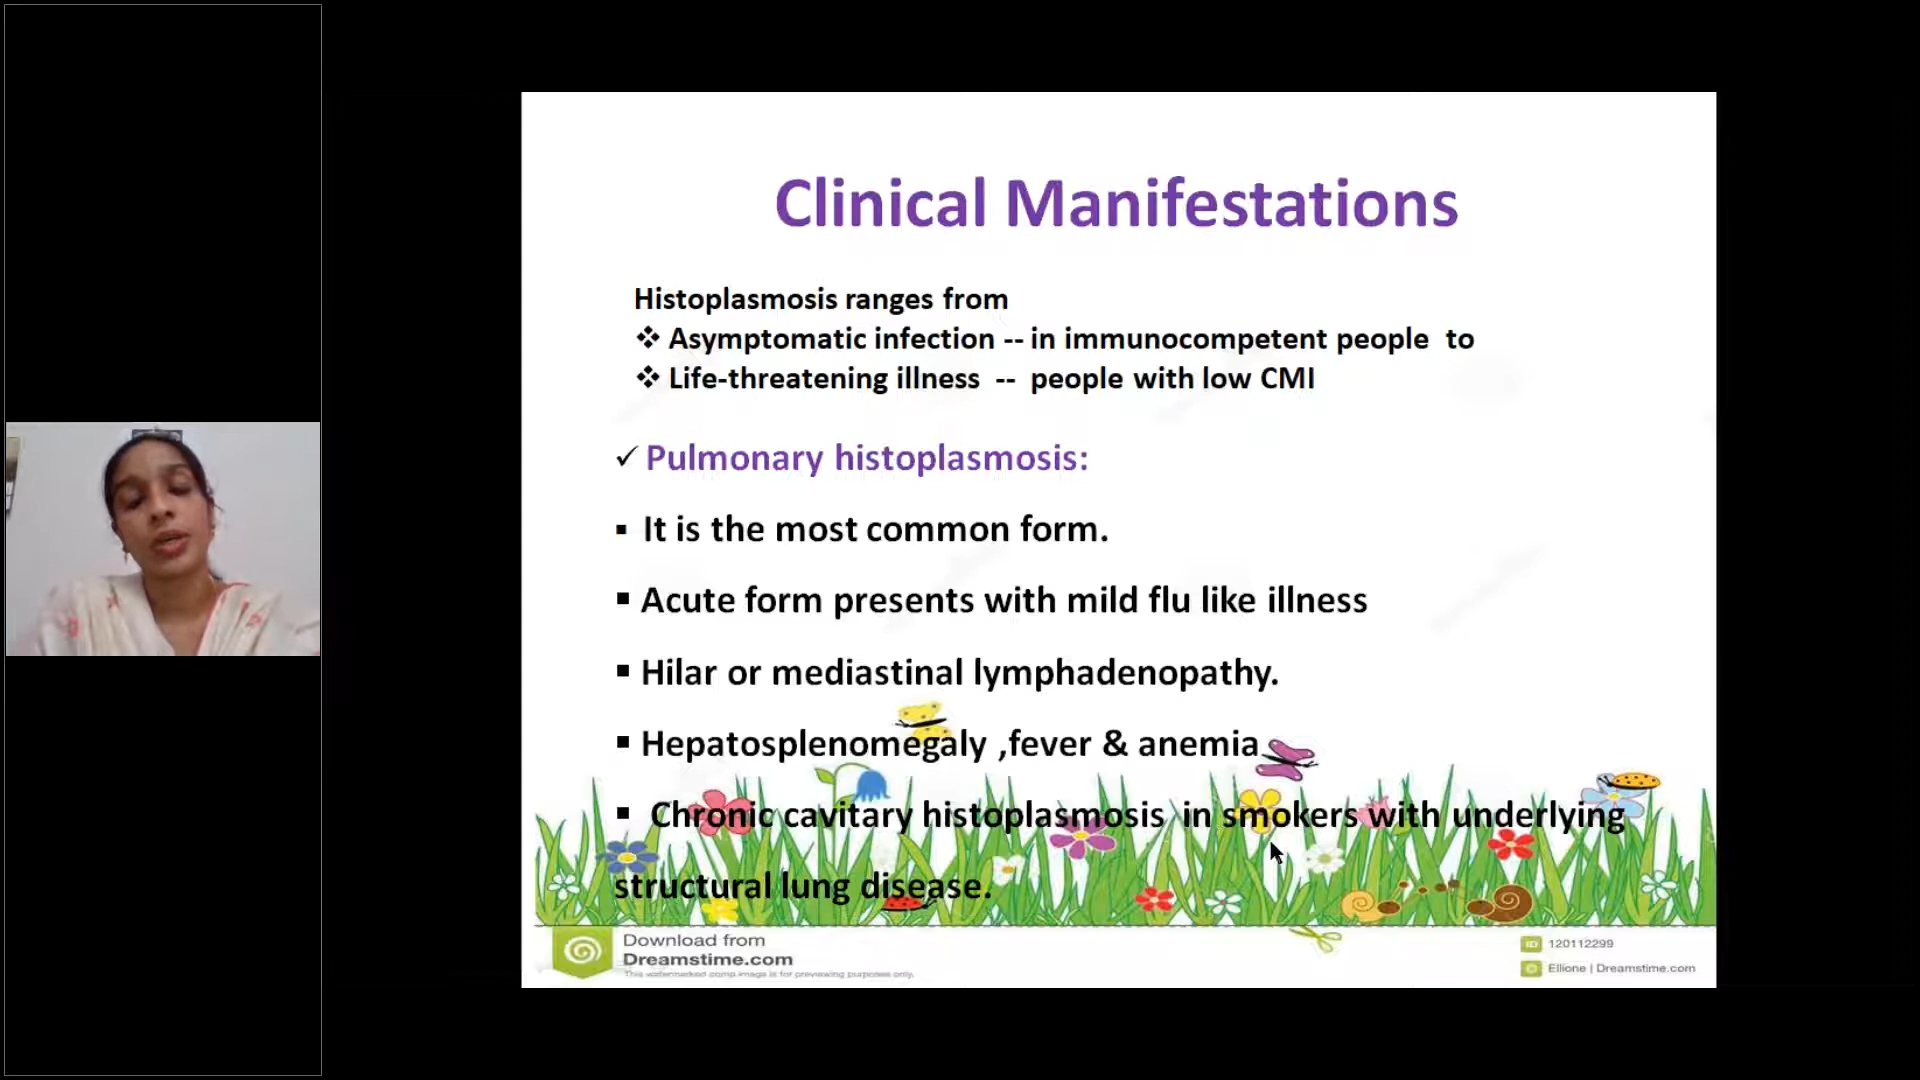 Clinical Manifestations
Histoplasmosis ranges from
❖ Asymptomatic infection -- in immunocompetent people to
❖ Life-threatening illness -- people with low CMI
✓ Pulmonary histoplasmosis:
▪ It is the most common form.
▪ Acute form presents with mild flu like illness
▪ Hilar or mediastinal lymphadenopathy.
▪ Hepatosplenomegaly ,fever & anemia
▪ Chronic cavitary histoplasmosis in smokers with underlying
structural lung disease.
Download from
Dreamstime.com
This watermarked comp image is for previewing purposes only.
ID 120112299
Ellione | Dreamstime.com